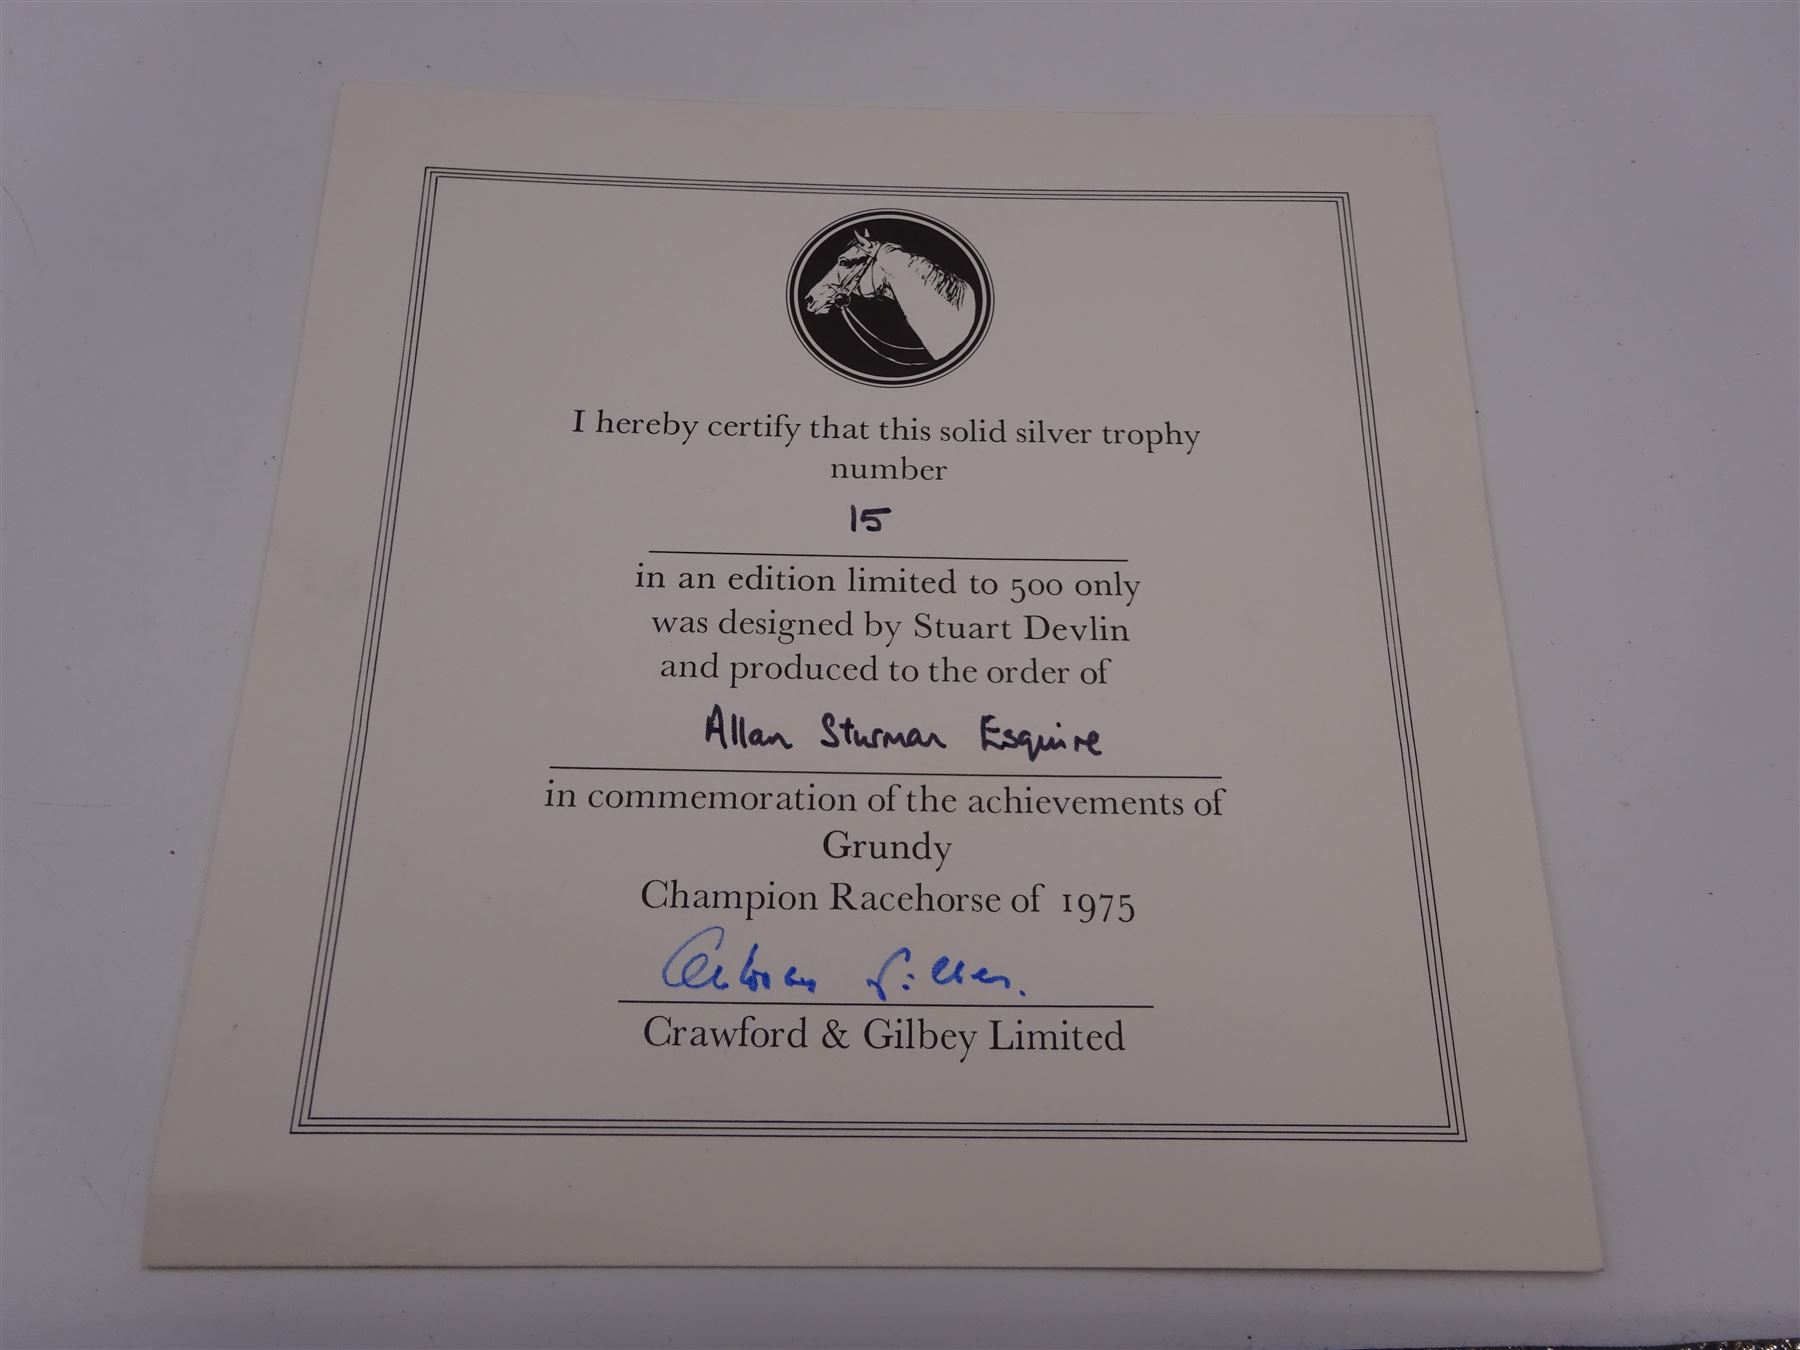 I hereby certify that this solid silver trophy
number
15
in an edition limited to 500 only
was designed by Stuart Devlin
and produced to the order of
Allan Sturman Esquire
in commemoration of the achievements of
Grundy
Champion Racehorse of 1975
Crawford & Gilbey Limited